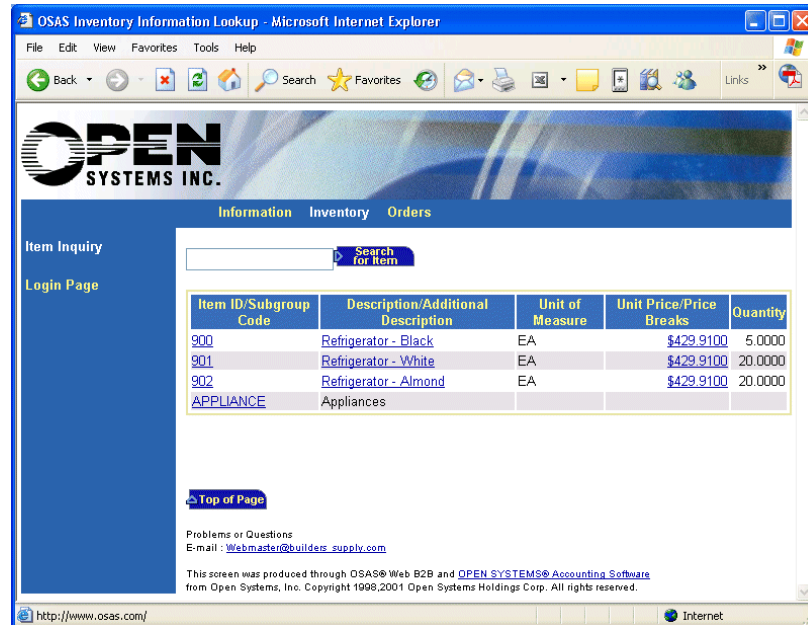 OSAS Inventory Information Lookup - Microsoft Internet Explorer
File Edit View Favorites Tools Help
Back Search Favorites Links »
OPEN
SYSTEMS INC.
Information Inventory Orders
Item Inquiry
Login Page
Search
for Item
Item ID/Subgroup Code Description/Additional Description Unit of Measure Unit Price/Price Breaks Quantity
900 Refrigerator - Black EA $429.9100 5.0000
901 Refrigerator - White EA $429.9100 20.0000
902 Refrigerator - Almond EA $429.9100 20.0000
APPLIANCE Appliances
Top of Page
Problems or Questions
E-mail : Webmaster@builders_supply.com
This screen was produced through OSAS® Web B2B and OPEN SYSTEMS® Accounting Software
from Open Systems, Inc. Copyright 1998,2001 Open Systems Holdings Corp. All rights reserved.
http://www.osas.com/ Internet